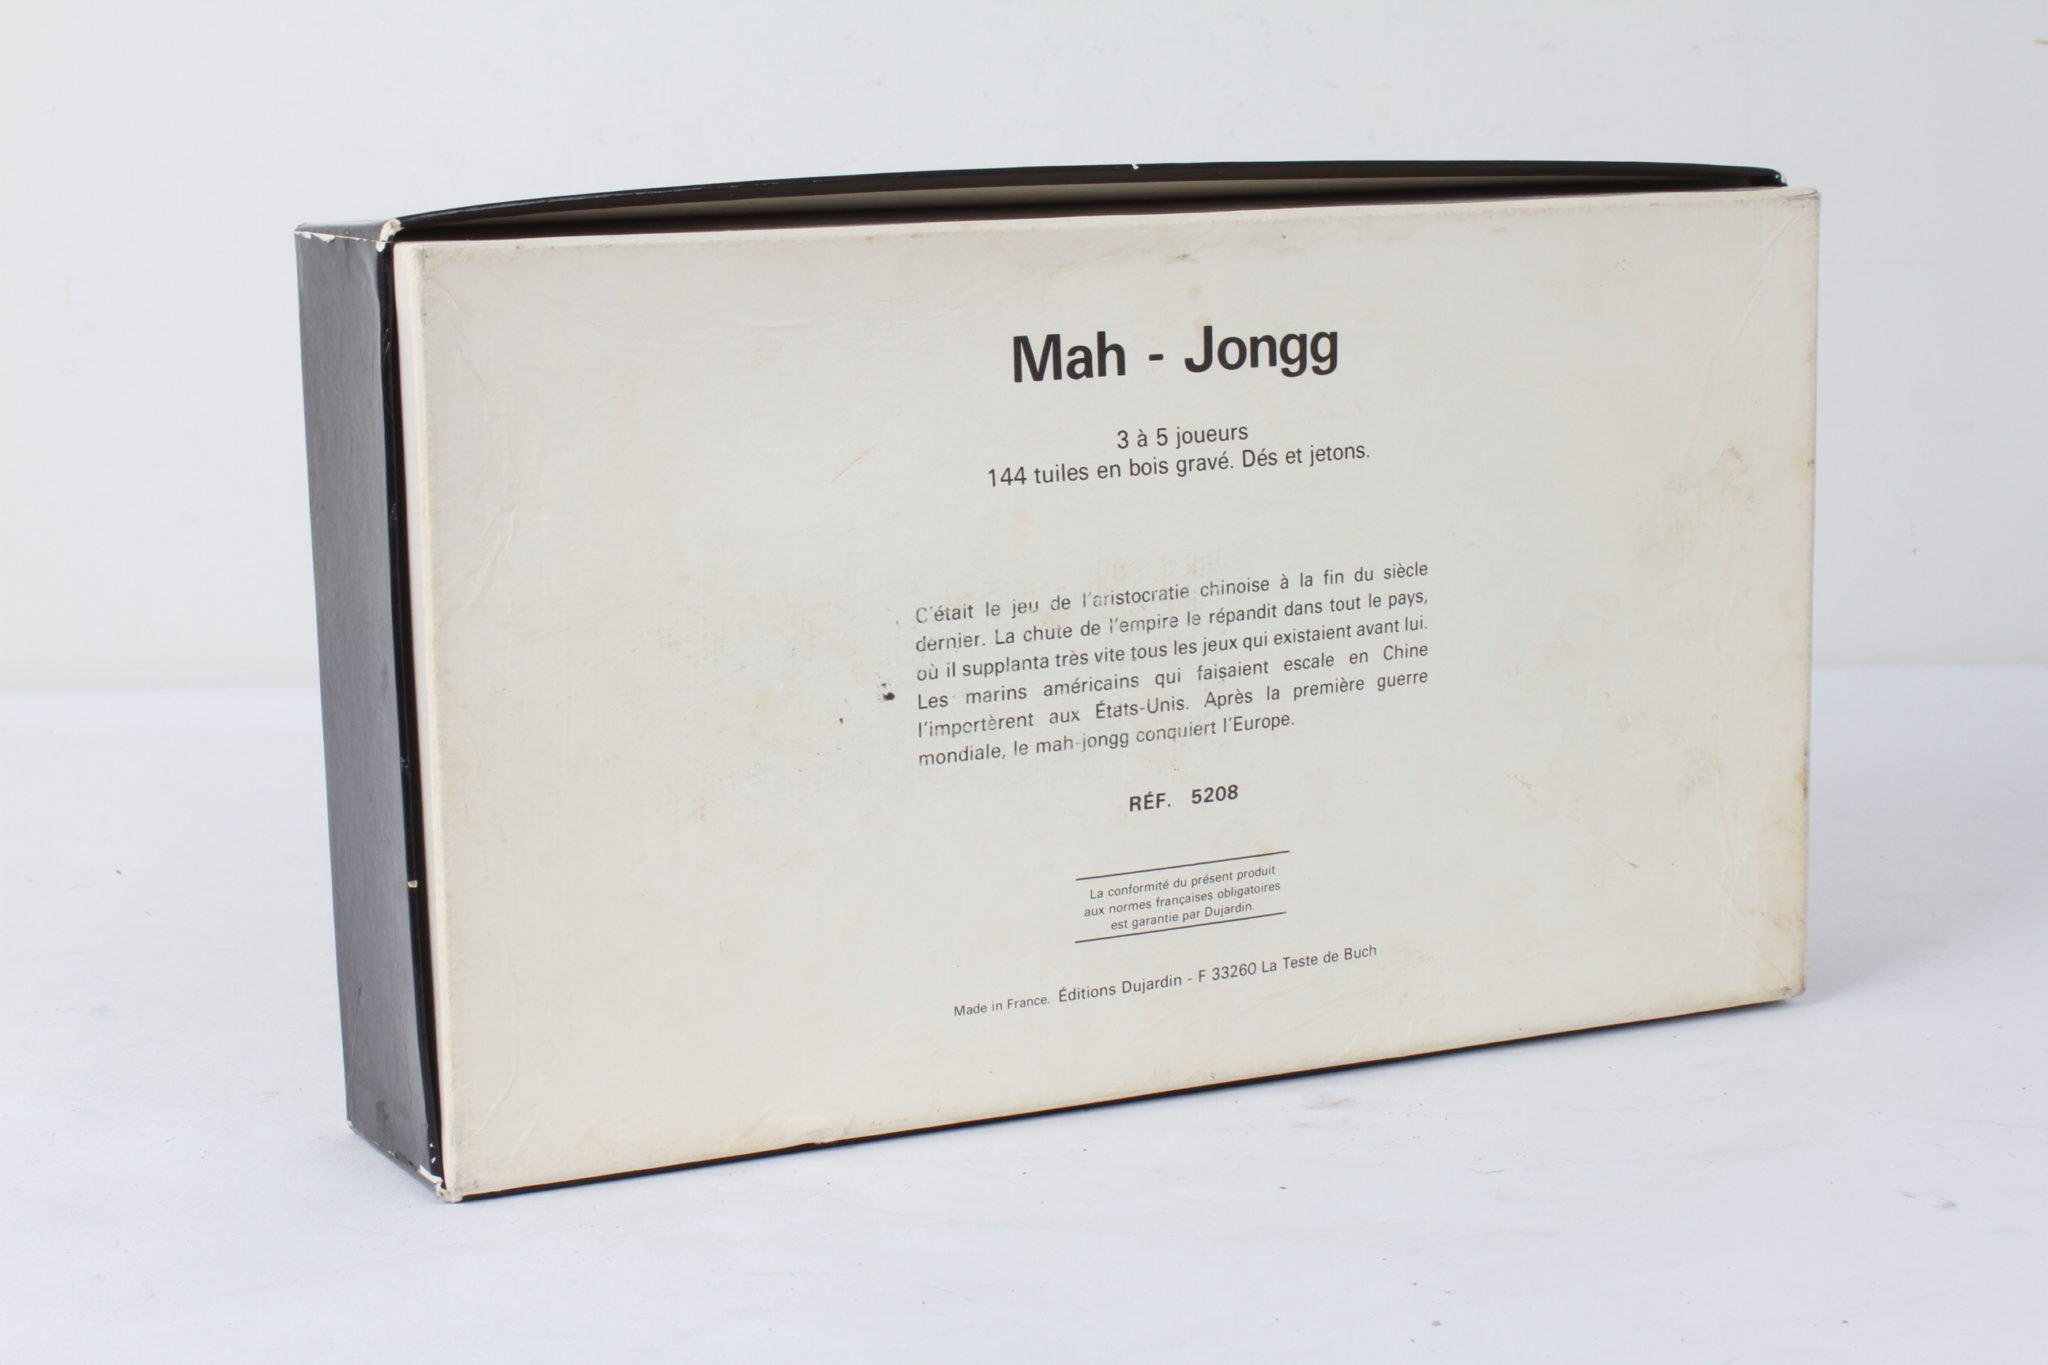 Mah - Jongg
3 à 5 joueurs
144 tuiles en bois gravé. Dés et jetons.
C'était le jeu de l'aristocratie chinoise à la fin du siècle
dernier. La chute de l'empire le répandit dans tout le pays,
où il supplanta très vite tous les jeux qui existaient avant lui.
Les marins américains qui faisaient escale en Chine
l'importèrent aux États-Unis. Après la première guerre
mondiale, le mah-jongg conquiert l'Europe.
RÉF. 5208
La conformité du présent produit
aux normes françaises obligatoires
est garantie par Dujardin.
Made in France. Éditions Dujardin - F 33260 La Teste de Buch